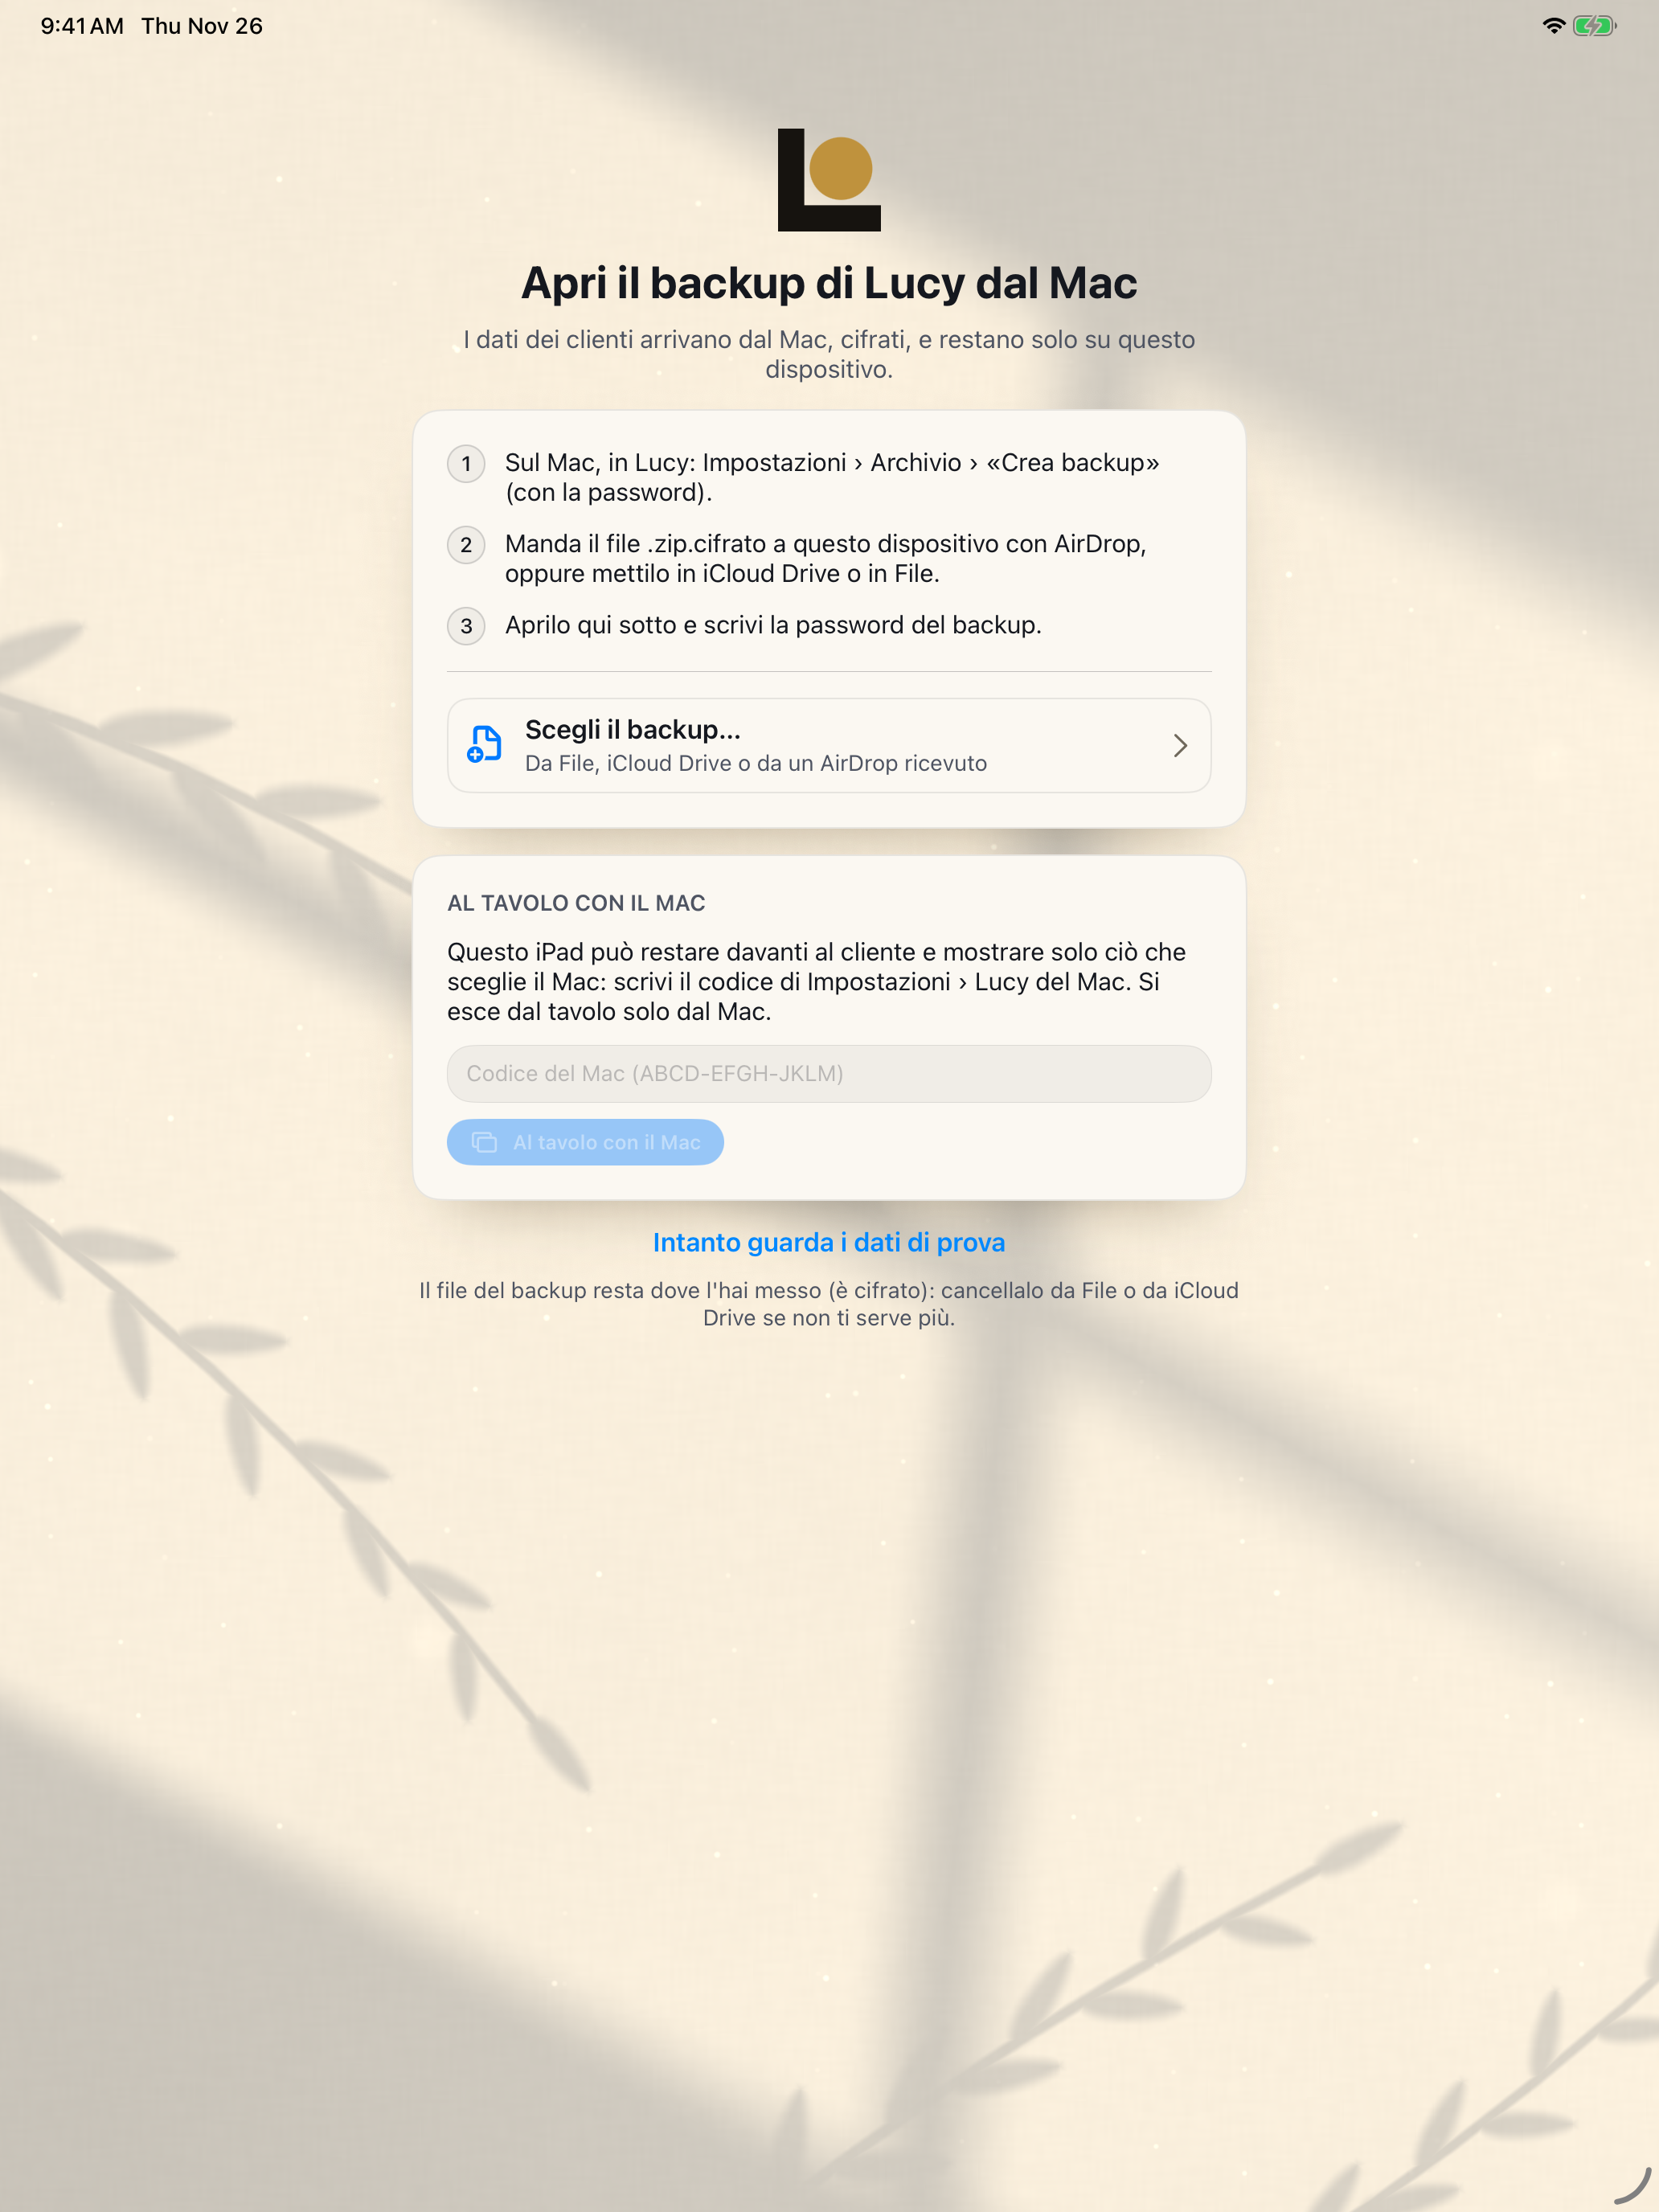 9:41 AM Thu Nov 26
Apri il backup di Lucy dal Mac
I dati dei clienti arrivano dal Mac, cifrati, e restano solo su questo
dispositivo.
1 Sul Mac, in Lucy: Impostazioni › Archivio › «Crea backup»
(con la password).
2 Manda il file .zip.cifrato a questo dispositivo con AirDrop,
oppure mettilo in iCloud Drive o in File.
3 Aprilo qui sotto e scrivi la password del backup.
Scegli il backup...
Da File, iCloud Drive o da un AirDrop ricevuto
AL TAVOLO CON IL MAC
Questo iPad può restare davanti al cliente e mostrare solo ciò che
sceglie il Mac: scrivi il codice di Impostazioni › Lucy del Mac. Si
esce dal tavolo solo dal Mac.
Codice del Mac (ABCD-EFGH-JKLM)
Al tavolo con il Mac
Intanto guarda i dati di prova
Il file del backup resta dove l'hai messo (è cifrato): cancellalo da File o da iCloud
Drive se non ti serve più.